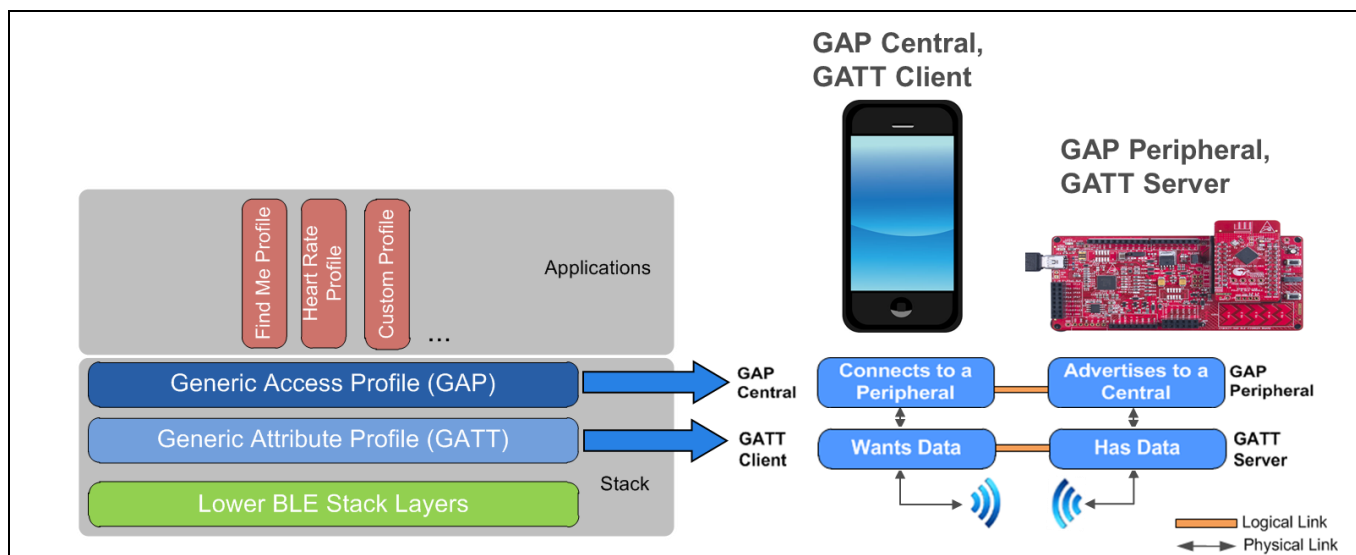 GAP Central,
GATT Client
GAP Peripheral,
GATT Server
Find Me Profile
Heart Rate
Profile
Custom Profile
...
Applications
Generic Access Profile (GAP)
GAP
Central
Connects to a
Peripheral
Advertises to a
Central
GAP
Peripheral
Generic Attribute Profile (GATT)
GATT
Client
Wants Data
Has Data
GATT
Server
Stack
Lower BLE Stack Layers
Logical Link
Physical Link